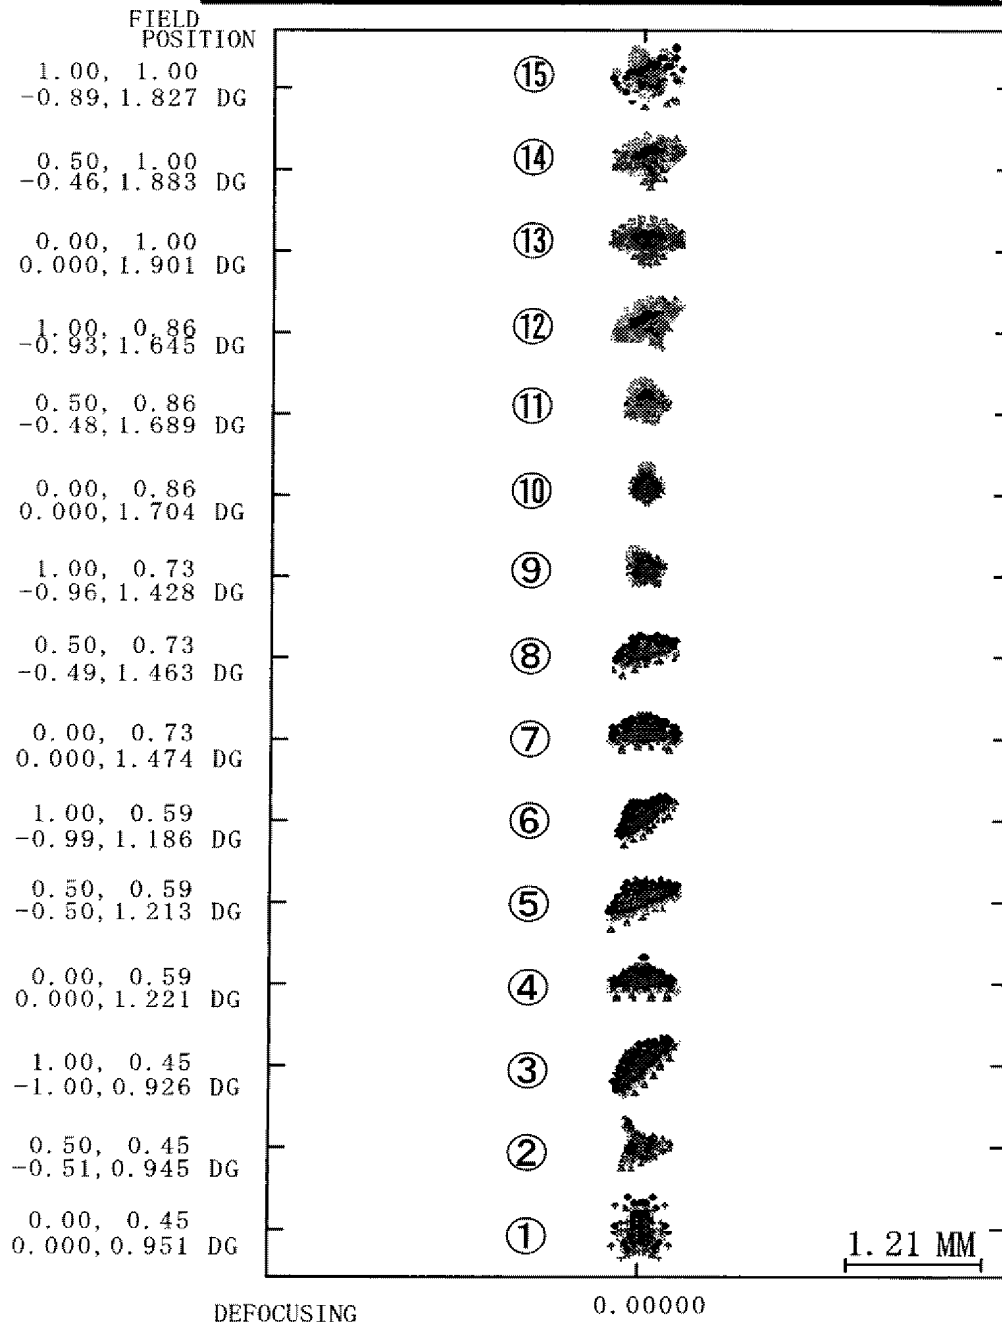 FIELD
POSITION
1.00, 1.00
-0.89, 1.827 DG
⑮
0.50, 1.00
-0.46, 1.883 DG
⑭
0.00, 1.00
0.000, 1.901 DG
⑬
1.00, 0.86
-0.93, 1.645 DG
⑫
0.50, 0.86
-0.48, 1.689 DG
⑪
0.00, 0.86
0.000, 1.704 DG
⑩
1.00, 0.73
-0.96, 1.428 DG
⑨
0.50, 0.73
-0.49, 1.463 DG
⑧
0.00, 0.73
0.000, 1.474 DG
⑦
1.00, 0.59
-0.99, 1.186 DG
⑥
0.50, 0.59
-0.50, 1.213 DG
⑤
0.00, 0.59
0.000, 1.221 DG
④
1.00, 0.45
-1.00, 0.926 DG
③
0.50, 0.45
-0.51, 0.945 DG
②
0.00, 0.45
0.000, 0.951 DG
①
1.21 MM
DEFOCUSING
0.00000